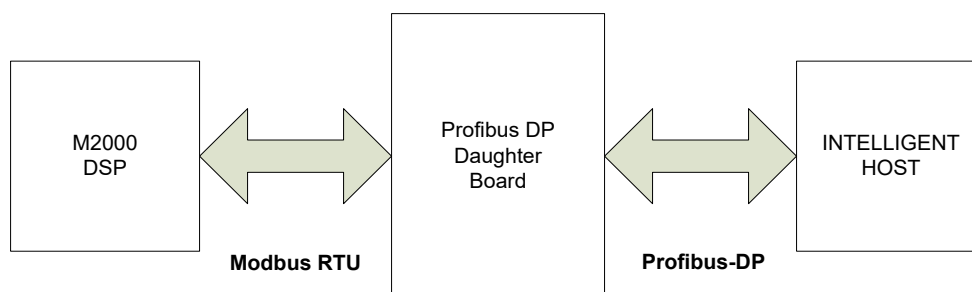 M2000
DSP
Modbus RTU
Profibus DP
Daughter
Board
Profibus-DP
INTELLIGENT
HOST